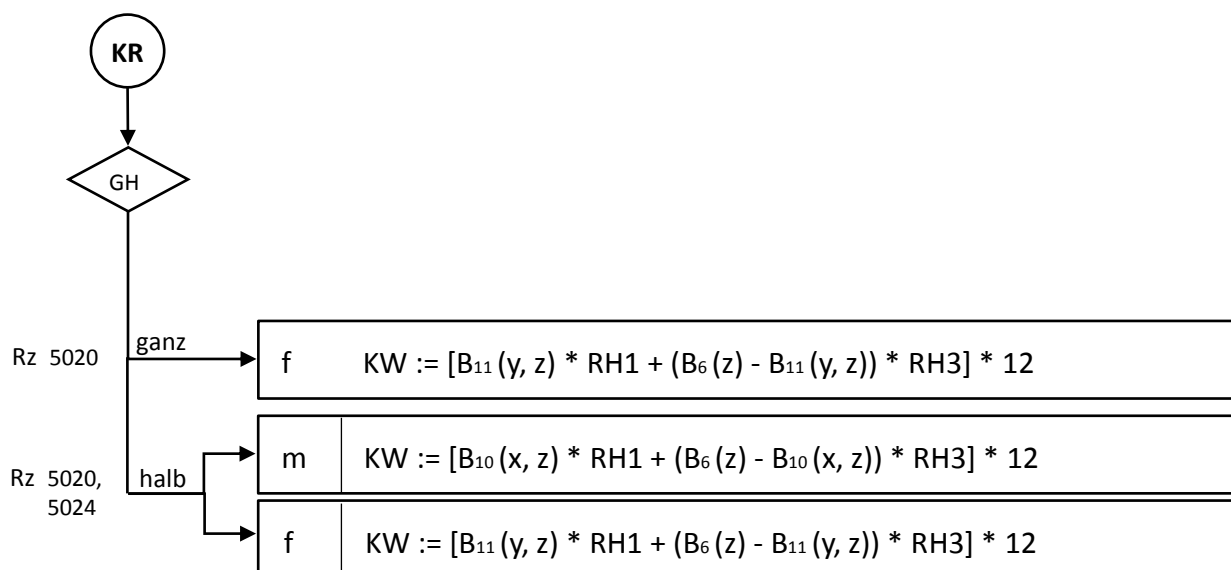 KR
GH
Rz 5020 ganz f KW := [B₁₁ (y, z) * RH1 + (B₆ (z) - B₁₁ (y, z)) * RH3] * 12
m KW := [B₁₀ (x, z) * RH1 + (B₆ (z) - B₁₀ (x, z)) * RH3] * 12
Rz 5020, halb
5024
f KW := [B₁₁ (y, z) * RH1 + (B₆ (z) - B₁₁ (y, z)) * RH3] * 12